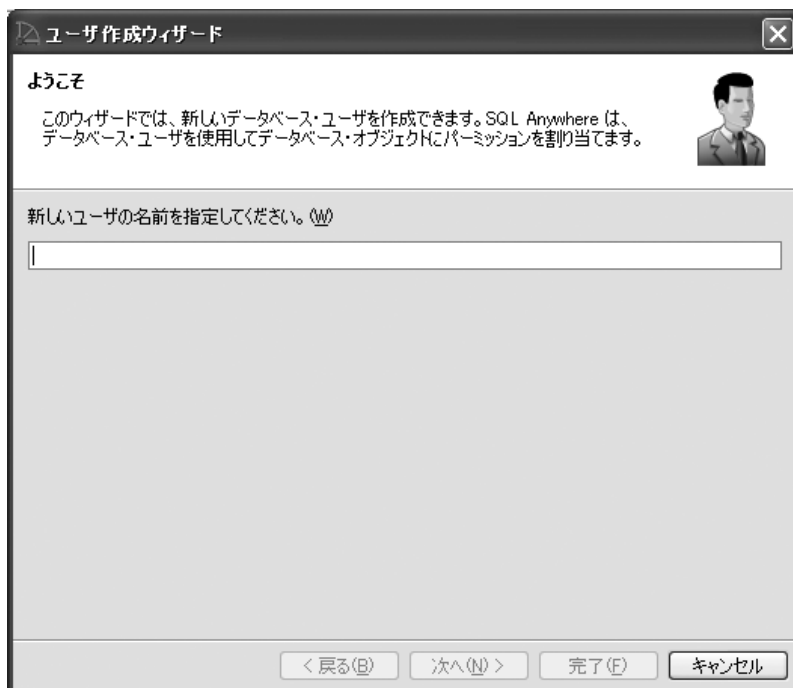 ユーザ作成ウィザード
ようこそ
このウィザードでは、新しいデータベース・ユーザを作成できます。SQL Anywhere は、
データベース・ユーザを使用してデータベース・オブジェクトにパーミッションを割り当てます。
新しいユーザの名前を指定してください。(W)
< 戻る(B)
次へ(N) >
完了(F)
キャンセル